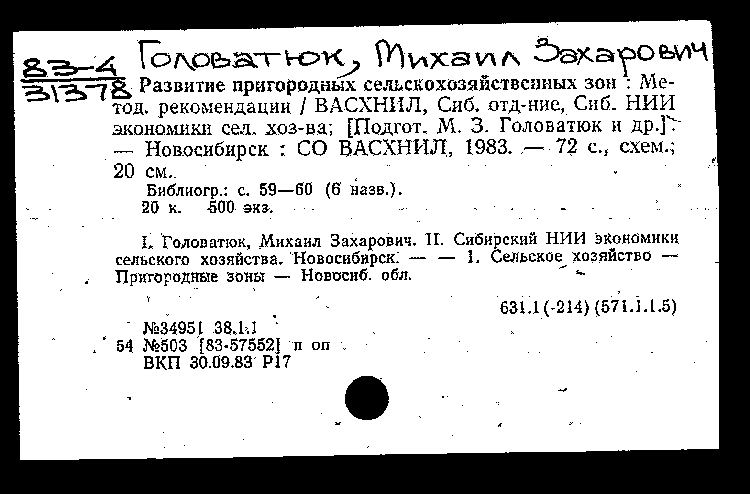 83-4 Головатюк, Михаил Захарович
31378 Развитие пригородных сельскохозяйственных зон : Ме-
тод. рекомендации / ВАСХНИЛ, Сиб. отд-ние, Сиб. НИИ
экономики сел. хоз-ва; [Подгот. М. З. Головатюк и др.].
— Новосибирск : СО ВАСХНИЛ, 1983. — 72 с., схем.;
20 см.
Библиогр.: с. 59—60 (6 назв.).
20 к. 500 экз.
I. Головатюк, Михаил Захарович. II. Сибирский НИИ экономики
сельского хозяйства. Новосибирск. — — 1. Сельское хозяйство —
Пригородные зоны — Новосиб. обл.
631.1(-214)(571.1.1.5)
№34951 38.1.1
54 №503 [83-57552] п оп
ВКП 30.09.83 Р17